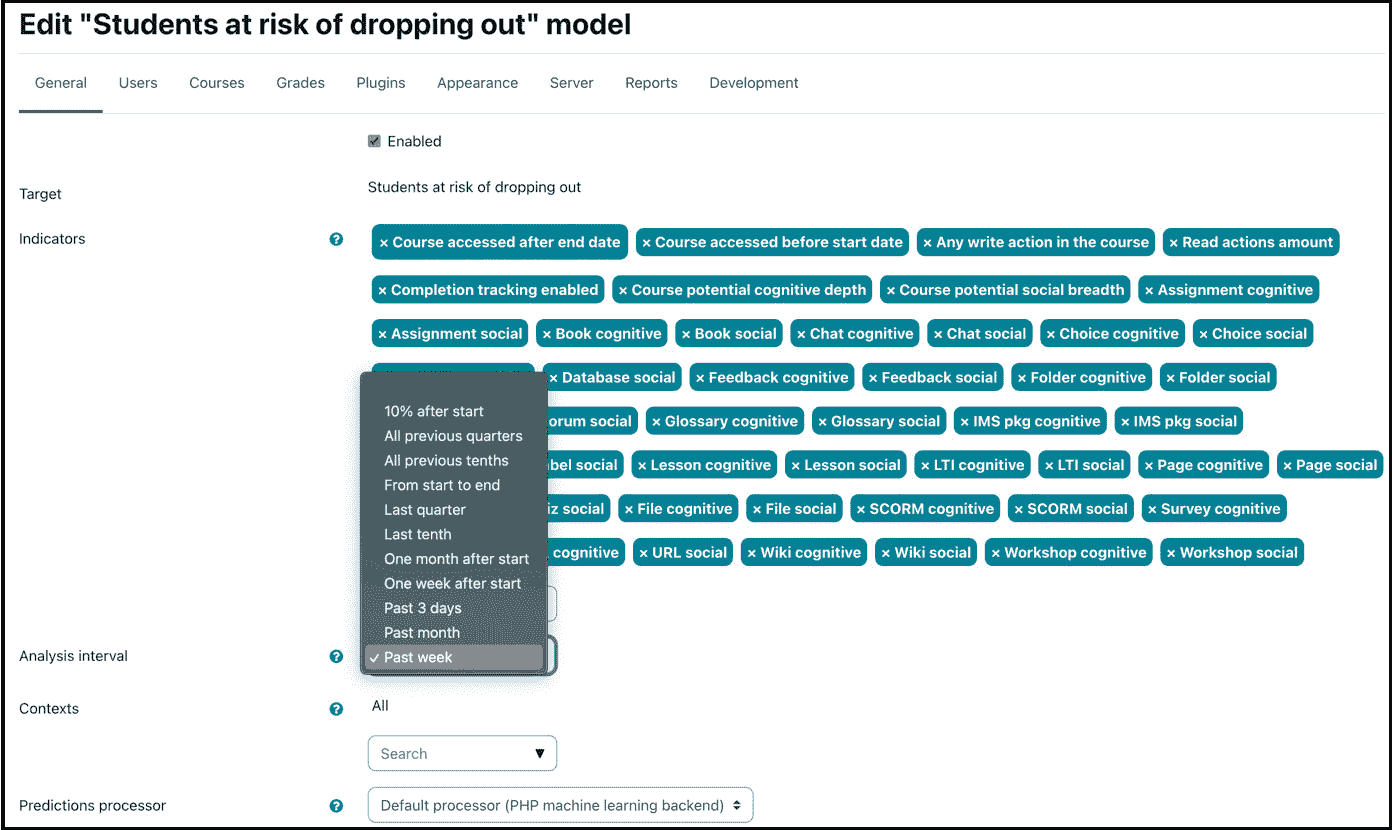 Edit "Students at risk of dropping out" model
General Users Courses Grades Plugins Appearance Server Reports Development
Enabled
Target Students at risk of dropping out
Indicators ? × Course accessed after end date × Course accessed before start date × Any write action in the course × Read actions amount
× Completion tracking enabled × Course potential cognitive depth × Course potential social breadth × Assignment cognitive
× Assignment social × Book cognitive × Book social × Chat cognitive × Chat social × Choice cognitive × Choice social
× Database social × Feedback cognitive × Feedback social × Folder cognitive × Folder social
orum social × Glossary cognitive × Glossary social × IMS pkg cognitive × IMS pkg social
bel social × Lesson cognitive × Lesson social × LTI cognitive × LTI social × Page cognitive × Page social
iz social × File cognitive × File social × SCORM cognitive × SCORM social × Survey cognitive
cognitive × URL social × Wiki cognitive × Wiki social × Workshop cognitive × Workshop social
10% after start
All previous quarters
All previous tenths
From start to end
Last quarter
Last tenth
One month after start
One week after start
Past 3 days
Past month
Analysis interval ? ✓ Past week
Contexts ? All
Search ▼
Predictions processor ? Default processor (PHP machine learning backend)